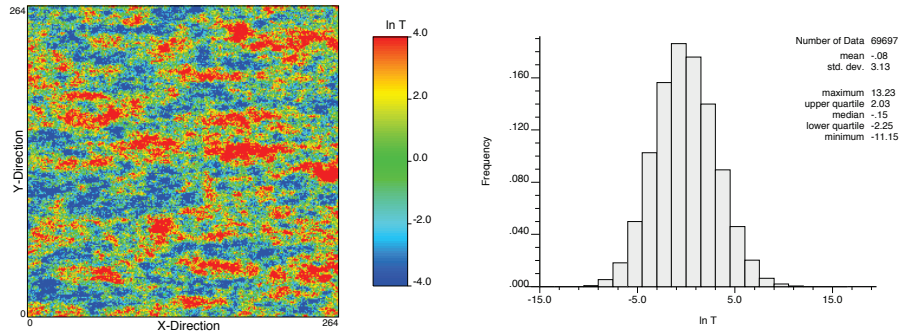 264
Y-Direction
0
0
X-Direction
264
ln T
4.0
2.0
0.0
-2.0
-4.0
Frequency
.160
.120
.080
.040
.000
-15.0
-5.0
5.0
15.0
ln T
Number of Data 69697
mean -.08
std. dev. 3.13
maximum 13.23
upper quartile 2.03
median -.15
lower quartile -2.25
minimum -11.15